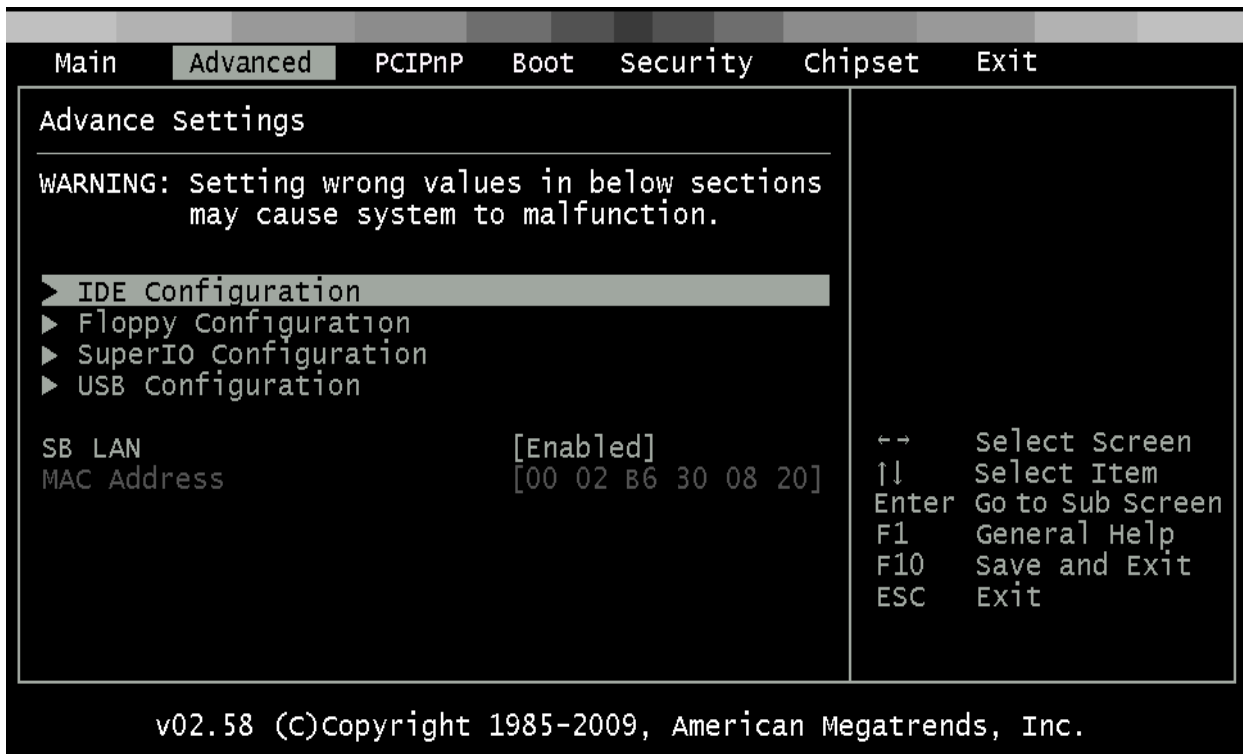 Main Advanced PCIPnP Boot Security Chipset Exit
Advance Settings
WARNING: Setting wrong values in below sections
may cause system to malfunction.
► IDE Configuration
► Floppy Configuration
► SuperIO Configuration
► USB Configuration
SB LAN [Enabled]
MAC Address [00 02 B6 30 08 20]
←→ Select Screen
↑↓ Select Item
Enter Go to Sub Screen
F1 General Help
F10 Save and Exit
ESC Exit
v02.58 (C)Copyright 1985-2009, American Megatrends, Inc.